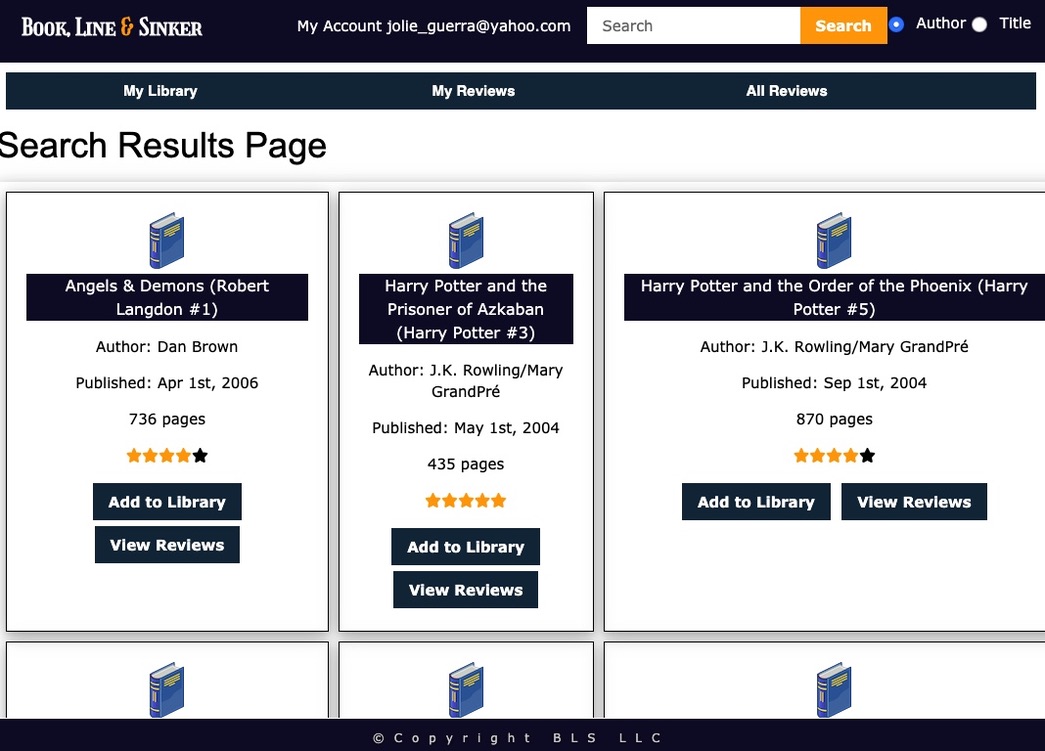 Book, Line & Sinker
My Account jolie_guerra@yahoo.com
Search
Search
Author
Title
My Library
My Reviews
All Reviews
Search Results Page
Angels & Demons (Robert
Langdon #1)
Author: Dan Brown
Published: Apr 1st, 2006
736 pages
Add to Library
View Reviews
Harry Potter and the
Prisoner of Azkaban
(Harry Potter #3)
Author: J.K. Rowling/Mary
GrandPré
Published: May 1st, 2004
435 pages
Add to Library
View Reviews
Harry Potter and the Order of the Phoenix (Harry
Potter #5)
Author: J.K. Rowling/Mary GrandPré
Published: Sep 1st, 2004
870 pages
Add to Library
View Reviews
© Copyright BLS LLC